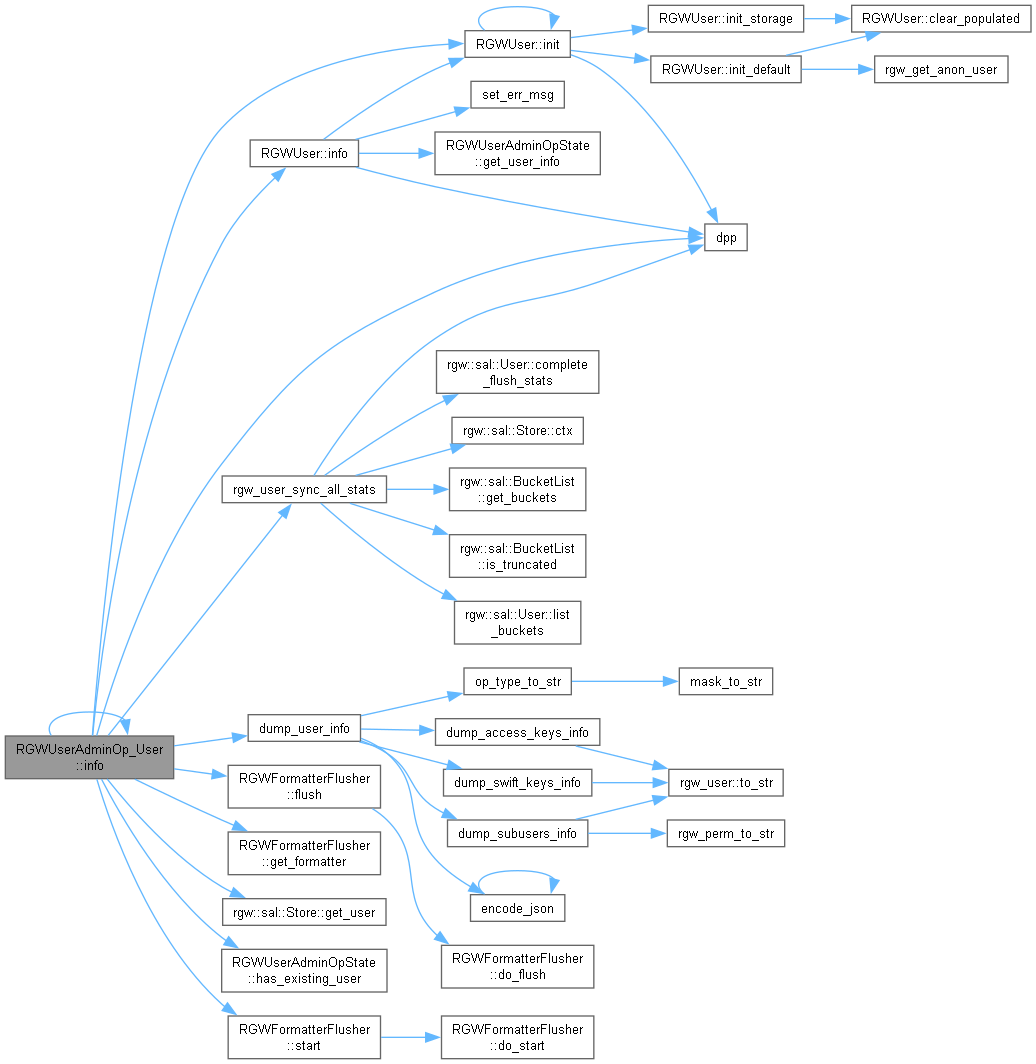 RGWUser::init_storage
RGWUser::clear_populated
RGWUser::init
RGWUser::init_default
rgw_get_anon_user
set_err_msg
RGWUser::info
RGWUserAdminOpState
::get_user_info
dpp
rgw::sal::User::complete
_flush_stats
rgw::sal::Store::ctx
rgw_user_sync_all_stats
rgw::sal::BucketList
::get_buckets
rgw::sal::BucketList
::is_truncated
rgw::sal::User::list
_buckets
op_type_to_str
mask_to_str
dump_user_info
dump_access_keys_info
RGWUserAdminOp_User
::info
RGWFormatterFlusher
::flush
dump_swift_keys_info
rgw_user::to_str
dump_subusers_info
rgw_perm_to_str
RGWFormatterFlusher
::get_formatter
rgw::sal::Store::get_user
encode_json
RGWUserAdminOpState
::has_existing_user
RGWFormatterFlusher
::do_flush
RGWFormatterFlusher
::start
RGWFormatterFlusher
::do_start